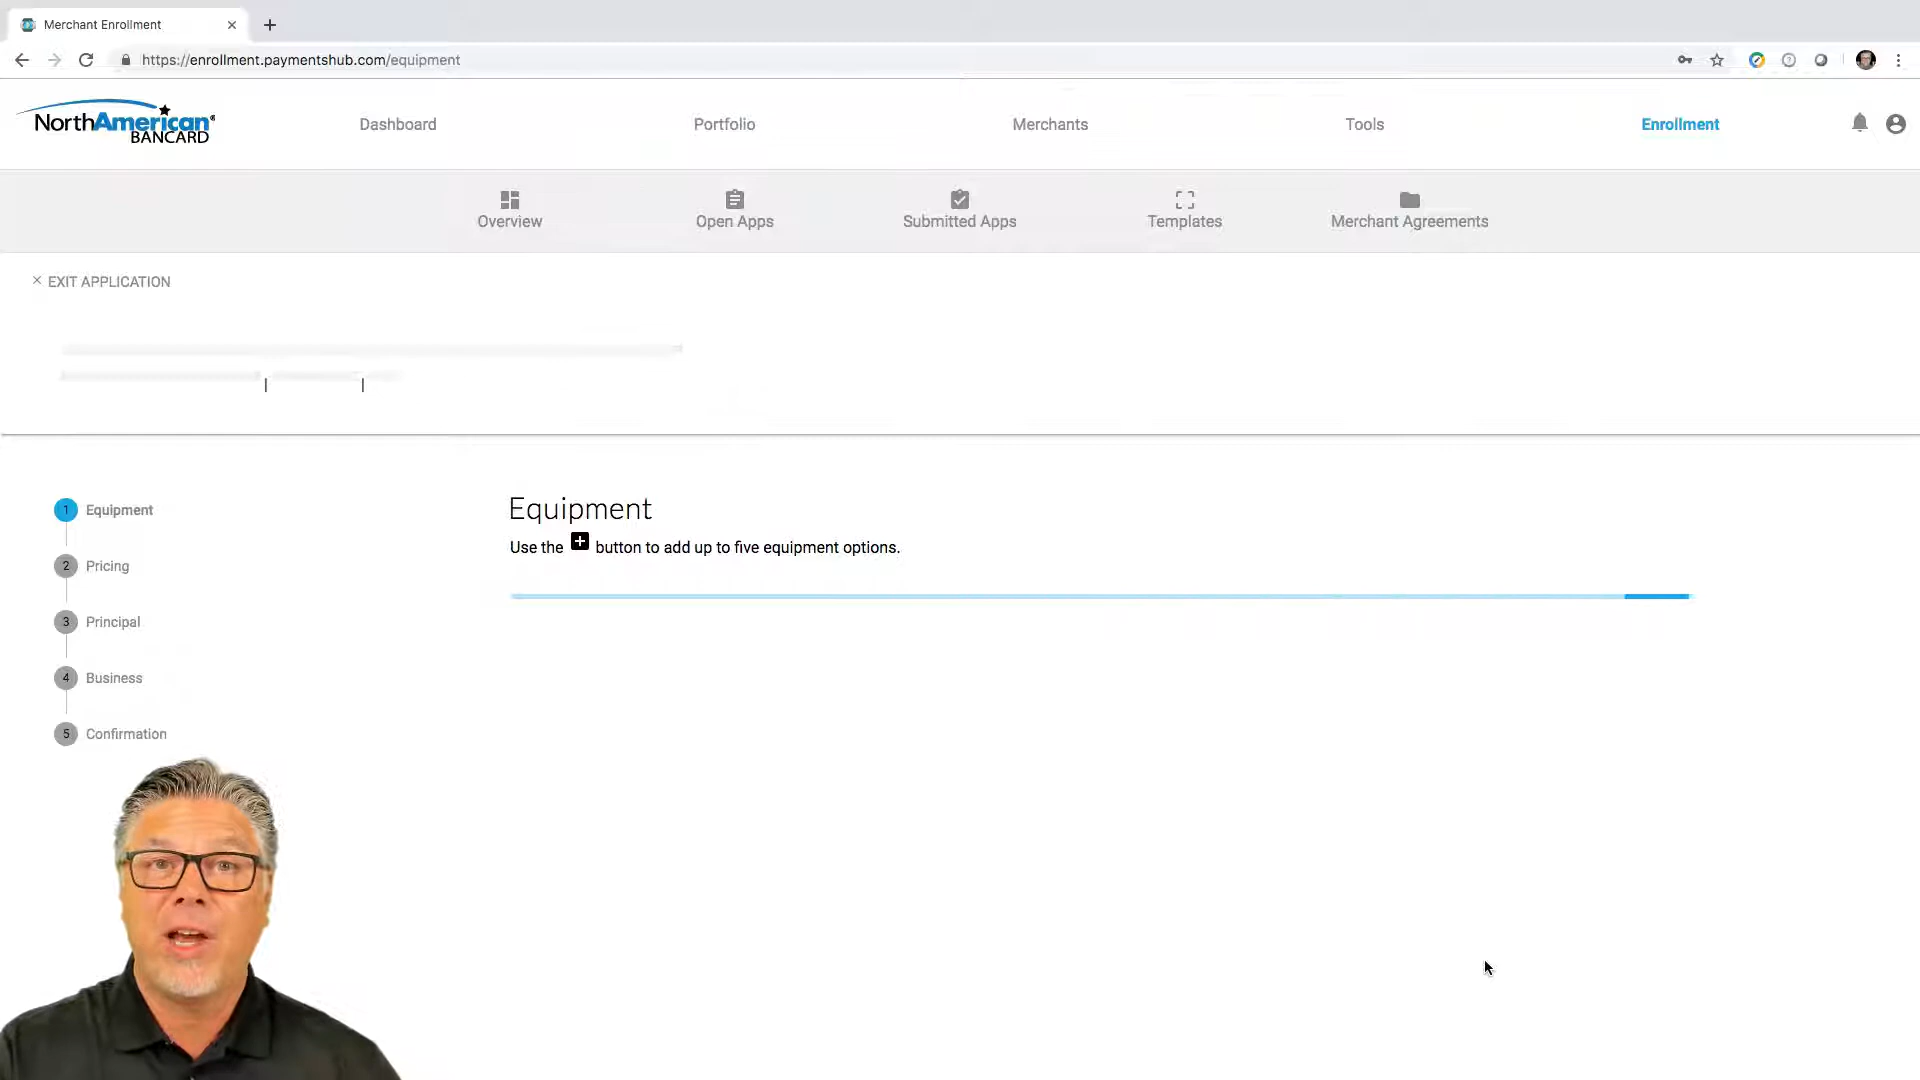 Merchant Enrollment
https://enrollment.paymentshub.com/equipment
NorthAmerican®
BANCARD
Dashboard
Portfolio
Merchants
Tools
Enrollment
Overview
Open Apps
Submitted Apps
Templates
Merchant Agreements
EXIT APPLICATION
1 Equipment
2 Pricing
3 Principal
4 Business
5 Confirmation
Equipment
Use the + button to add up to five equipment options.